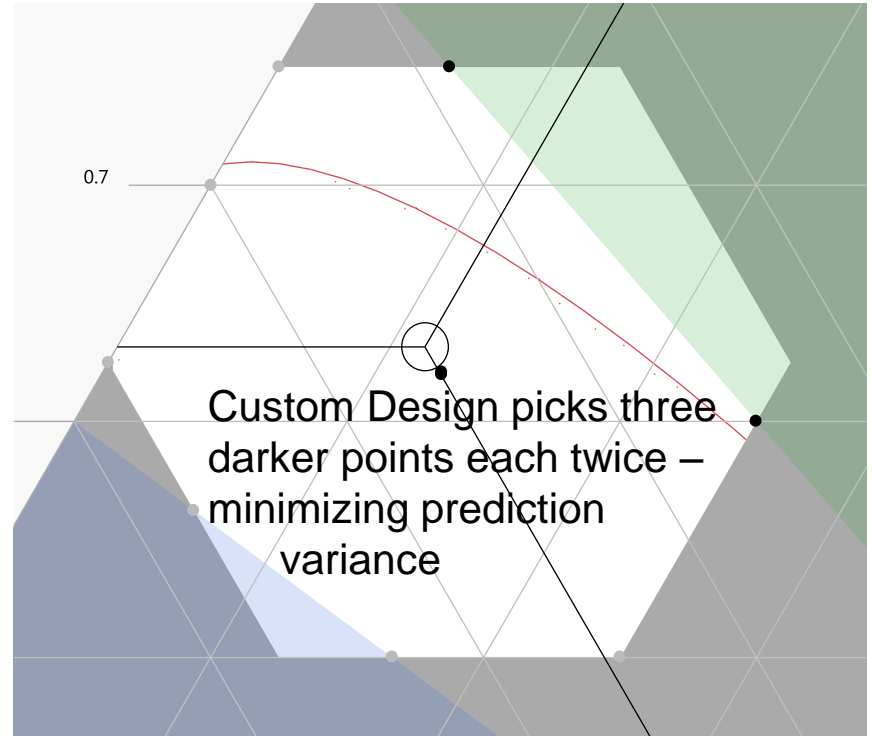 0.7
Custom Design picks three
darker points each twice –
minimizing prediction
variance